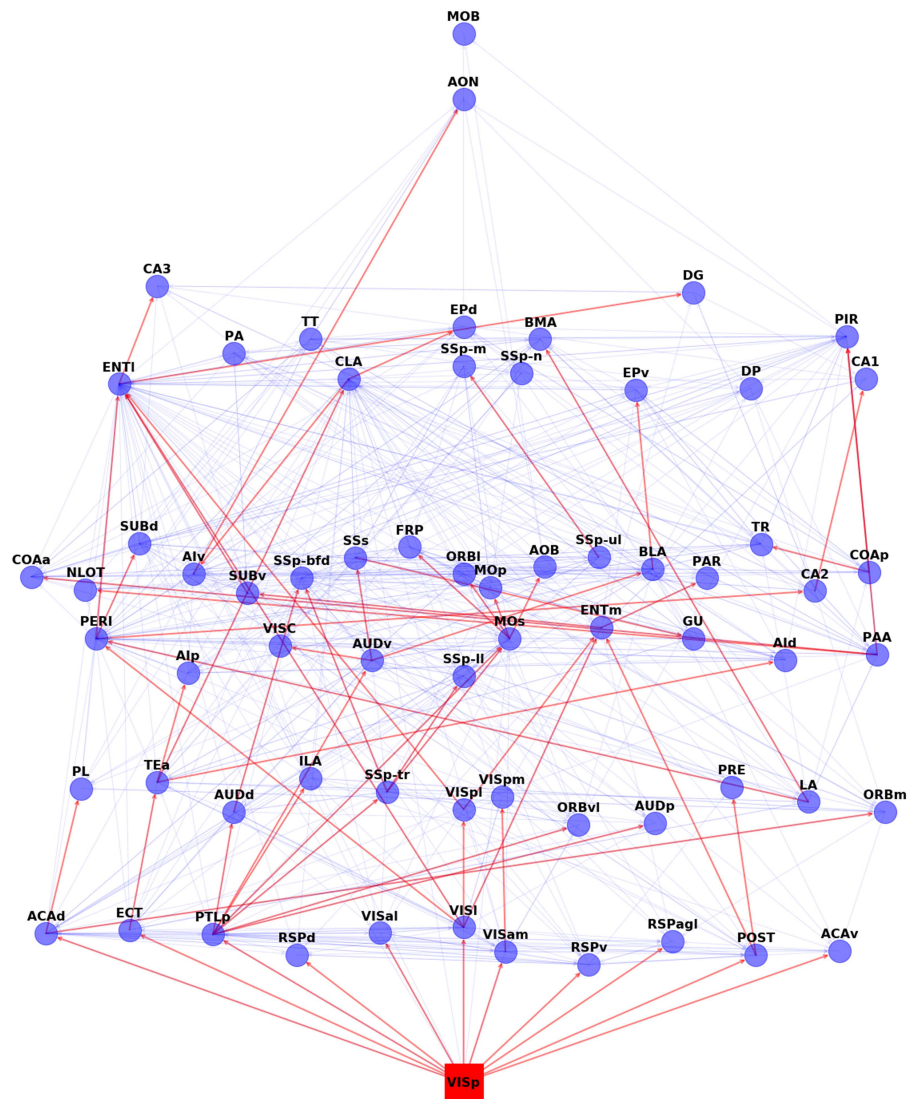 MOB
AON
CA3
DG
EPd
TT
BMA
PIR
PA
SSp-m
SSp-n
ENTl
CLA
EPv
DP
CA1
SUBd
FRP
TR
COAa
AIv
SSs
SSp-bfd
ORBl
AOB
SSp-ul
BLA
PAR
COAp
NLOT
SUBv
MOp
CA2
PERI
VISC
AUDv
MOs
ENTm
GU
AId
PAA
AIp
SSp-ll
PL
TEa
ILA
SSp-tr
VISpl
VISpm
PRE
LA
ORBm
AUDd
ORBvl
AUDp
ACAd
ECT
PTLp
VISal
VISl
RSPagl
ACAv
RSPd
VISam
RSPv
POST
VISp